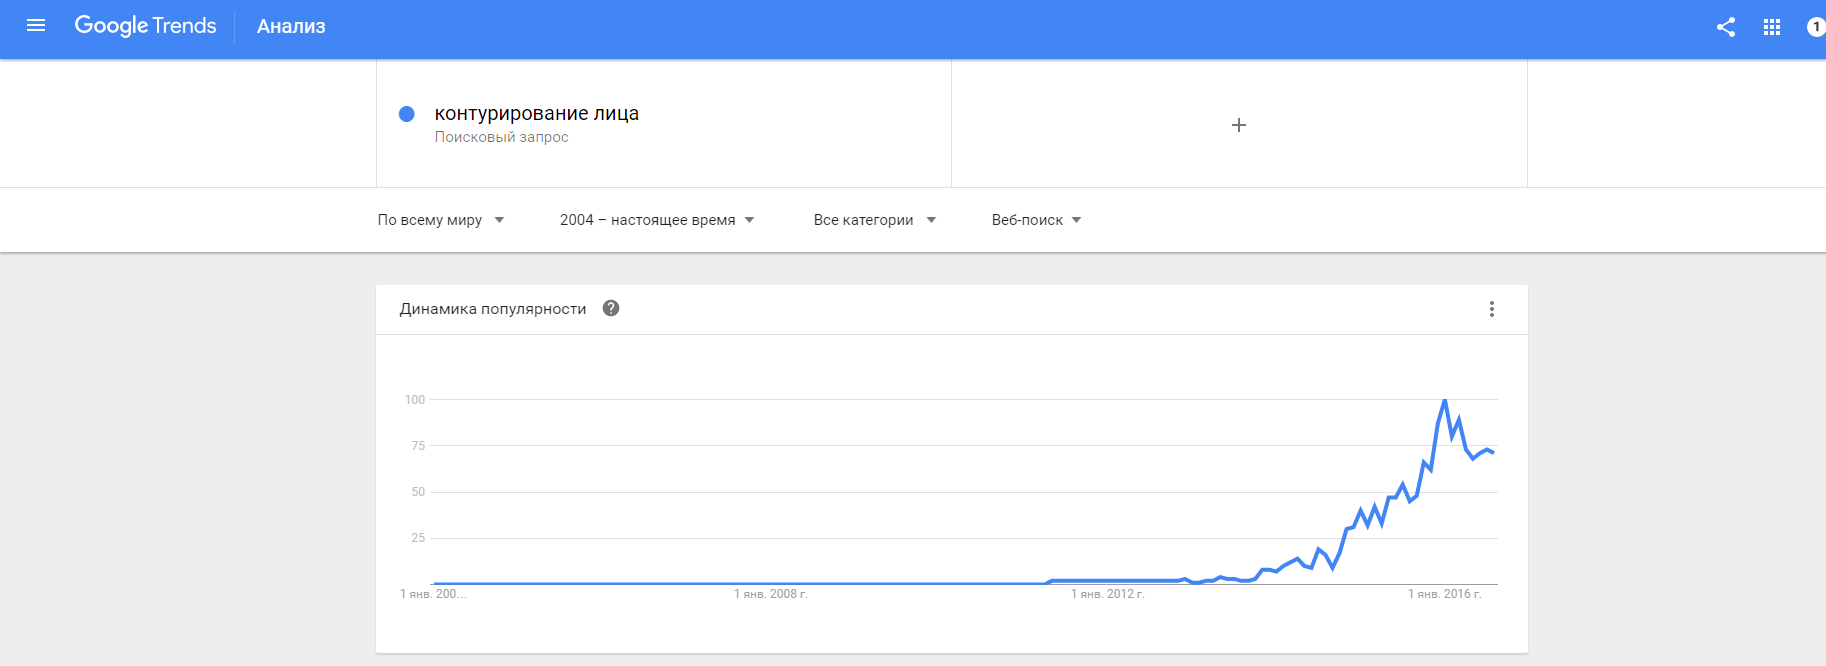 Google Trends Анализ 1
контурирование лица
Поисковый запрос
+
По всему миру 2004 – настоящее время Все категории Веб-поиск
Динамика популярности ?
100
75
50
25
1 янв. 200... 1 янв. 2008 г. 1 янв. 2012 г. 1 янв. 2016 г.